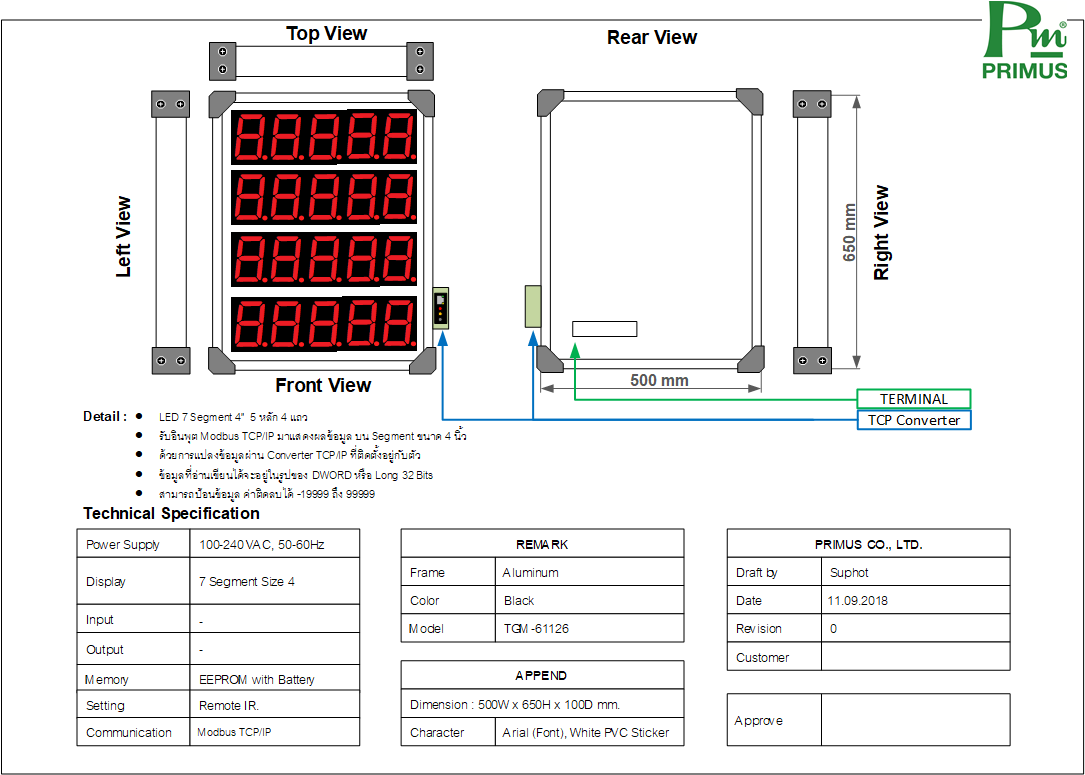 Top View
Rear View
Pm®
PRIMUS
Left View
88888
88888
88888
88888
650 mm
Right View
Front View
500 mm
TERMINAL
TCP Converter
Detail :
● LED 7 Segment 4" 5 หลัก 4 แถว
● รับอินพุต Modbus TCP/IP มาแสดงผลข้อมูล บน Segment ขนาด 4 นิ้ว
● ด้วยการแปลงข้อมูลผ่าน Converter TCP/IP ที่ติดตั้งอยู่กับตัว
● ข้อมูลที่อ่านเขียนได้จะอยู่ในรูปของ DWORD หรือ Long 32 Bits
● สามารถป้อนข้อมูล ค่าติดลบได้ -19999 ถึง 99999
Technical Specification
Power Supply 100-240 VAC, 50-60Hz
Display 7 Segment Size 4
Input -
Output -
Memory EEPROM with Battery
Setting Remote IR.
Communication Modbus TCP/IP
REMARK
Frame Aluminum
Color Black
Model TGM-61126
APPEND
Dimension : 500W x 650H x 100D mm.
Character Arial (Font), White PVC Sticker
PRIMUS CO., LTD.
Draft by Suphot
Date 11.09.2018
Revision 0
Customer
Approve